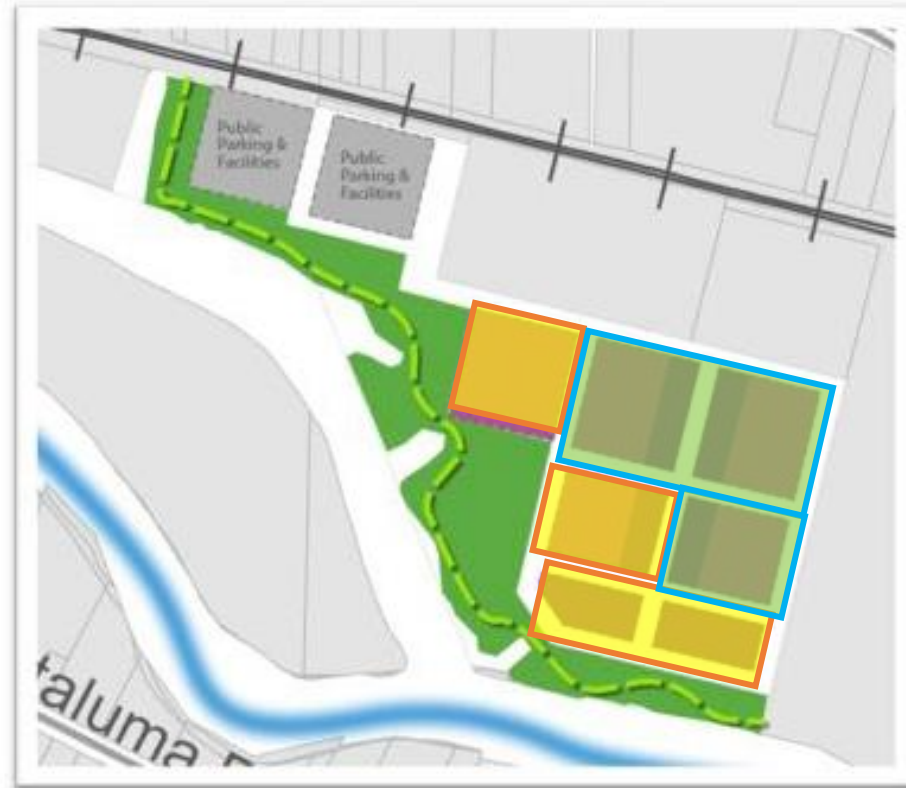 Public
Parking &
Facilities
Public
Parking &
Facilities
taluma